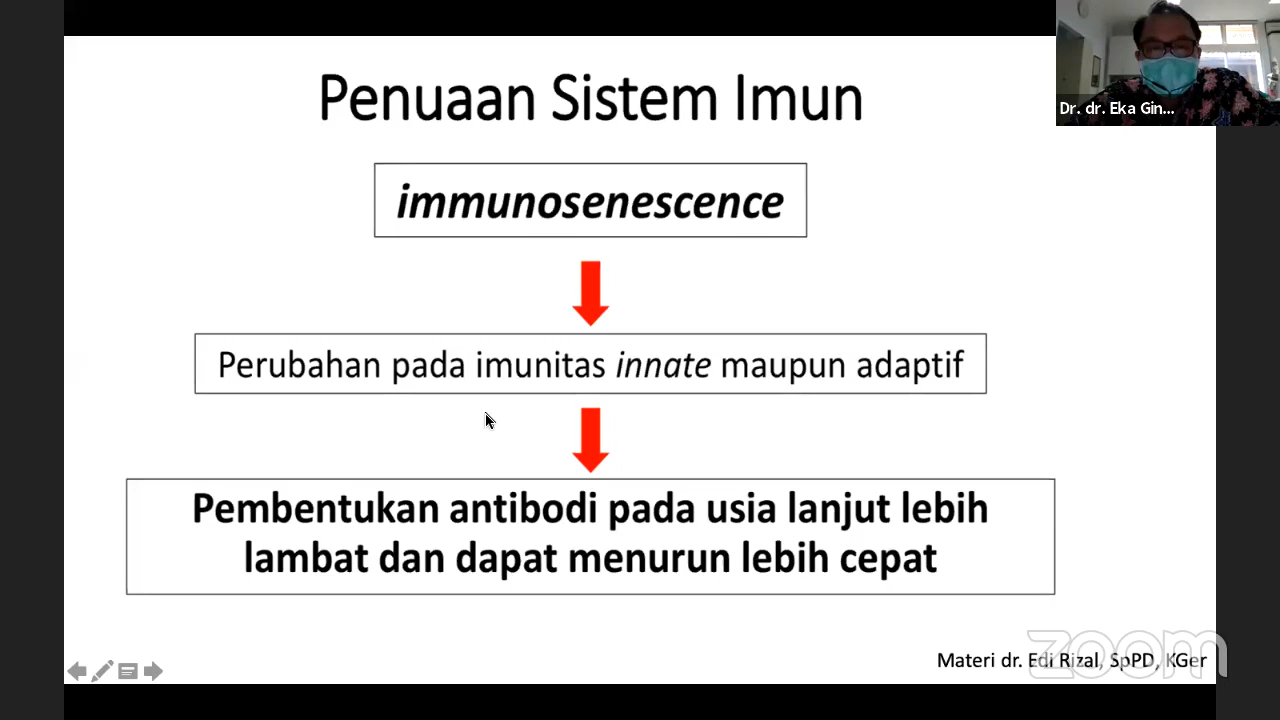 Penuaan Sistem Imun
Dr. dr. Eka Gin...
immunosenescence
Perubahan pada imunitas innate maupun adaptif
Pembentukan antibodi pada usia lanjut lebih
lambat dan dapat menurun lebih cepat
Materi dr. Edi Rizal, SpPD, KGer
zoom